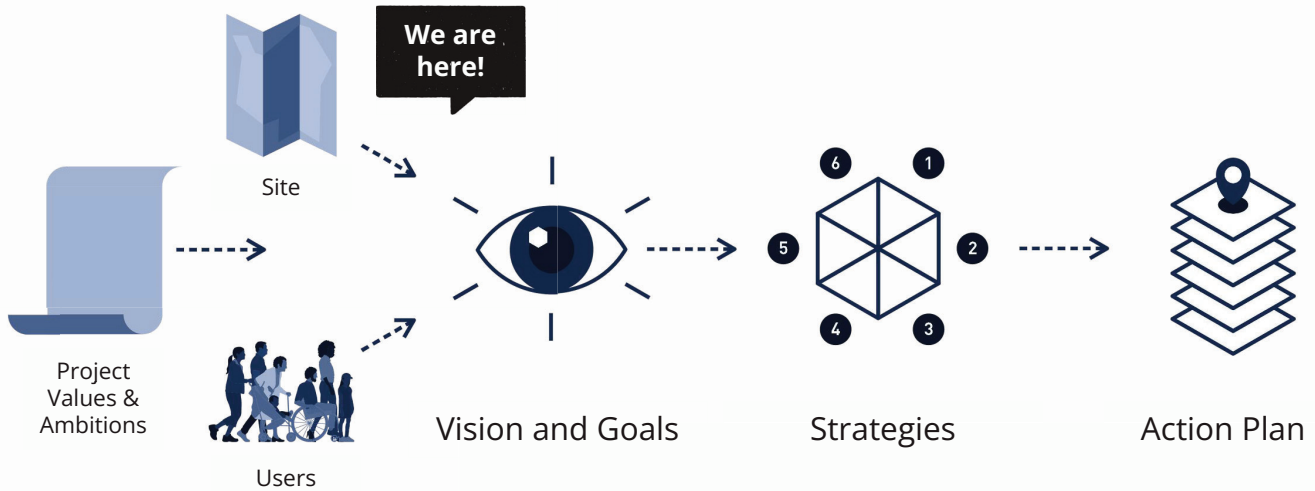 We are
here!
Site
Project
Values &
Ambitions
Users
Vision and Goals
6
1
5
2
4
3
Strategies
Action Plan